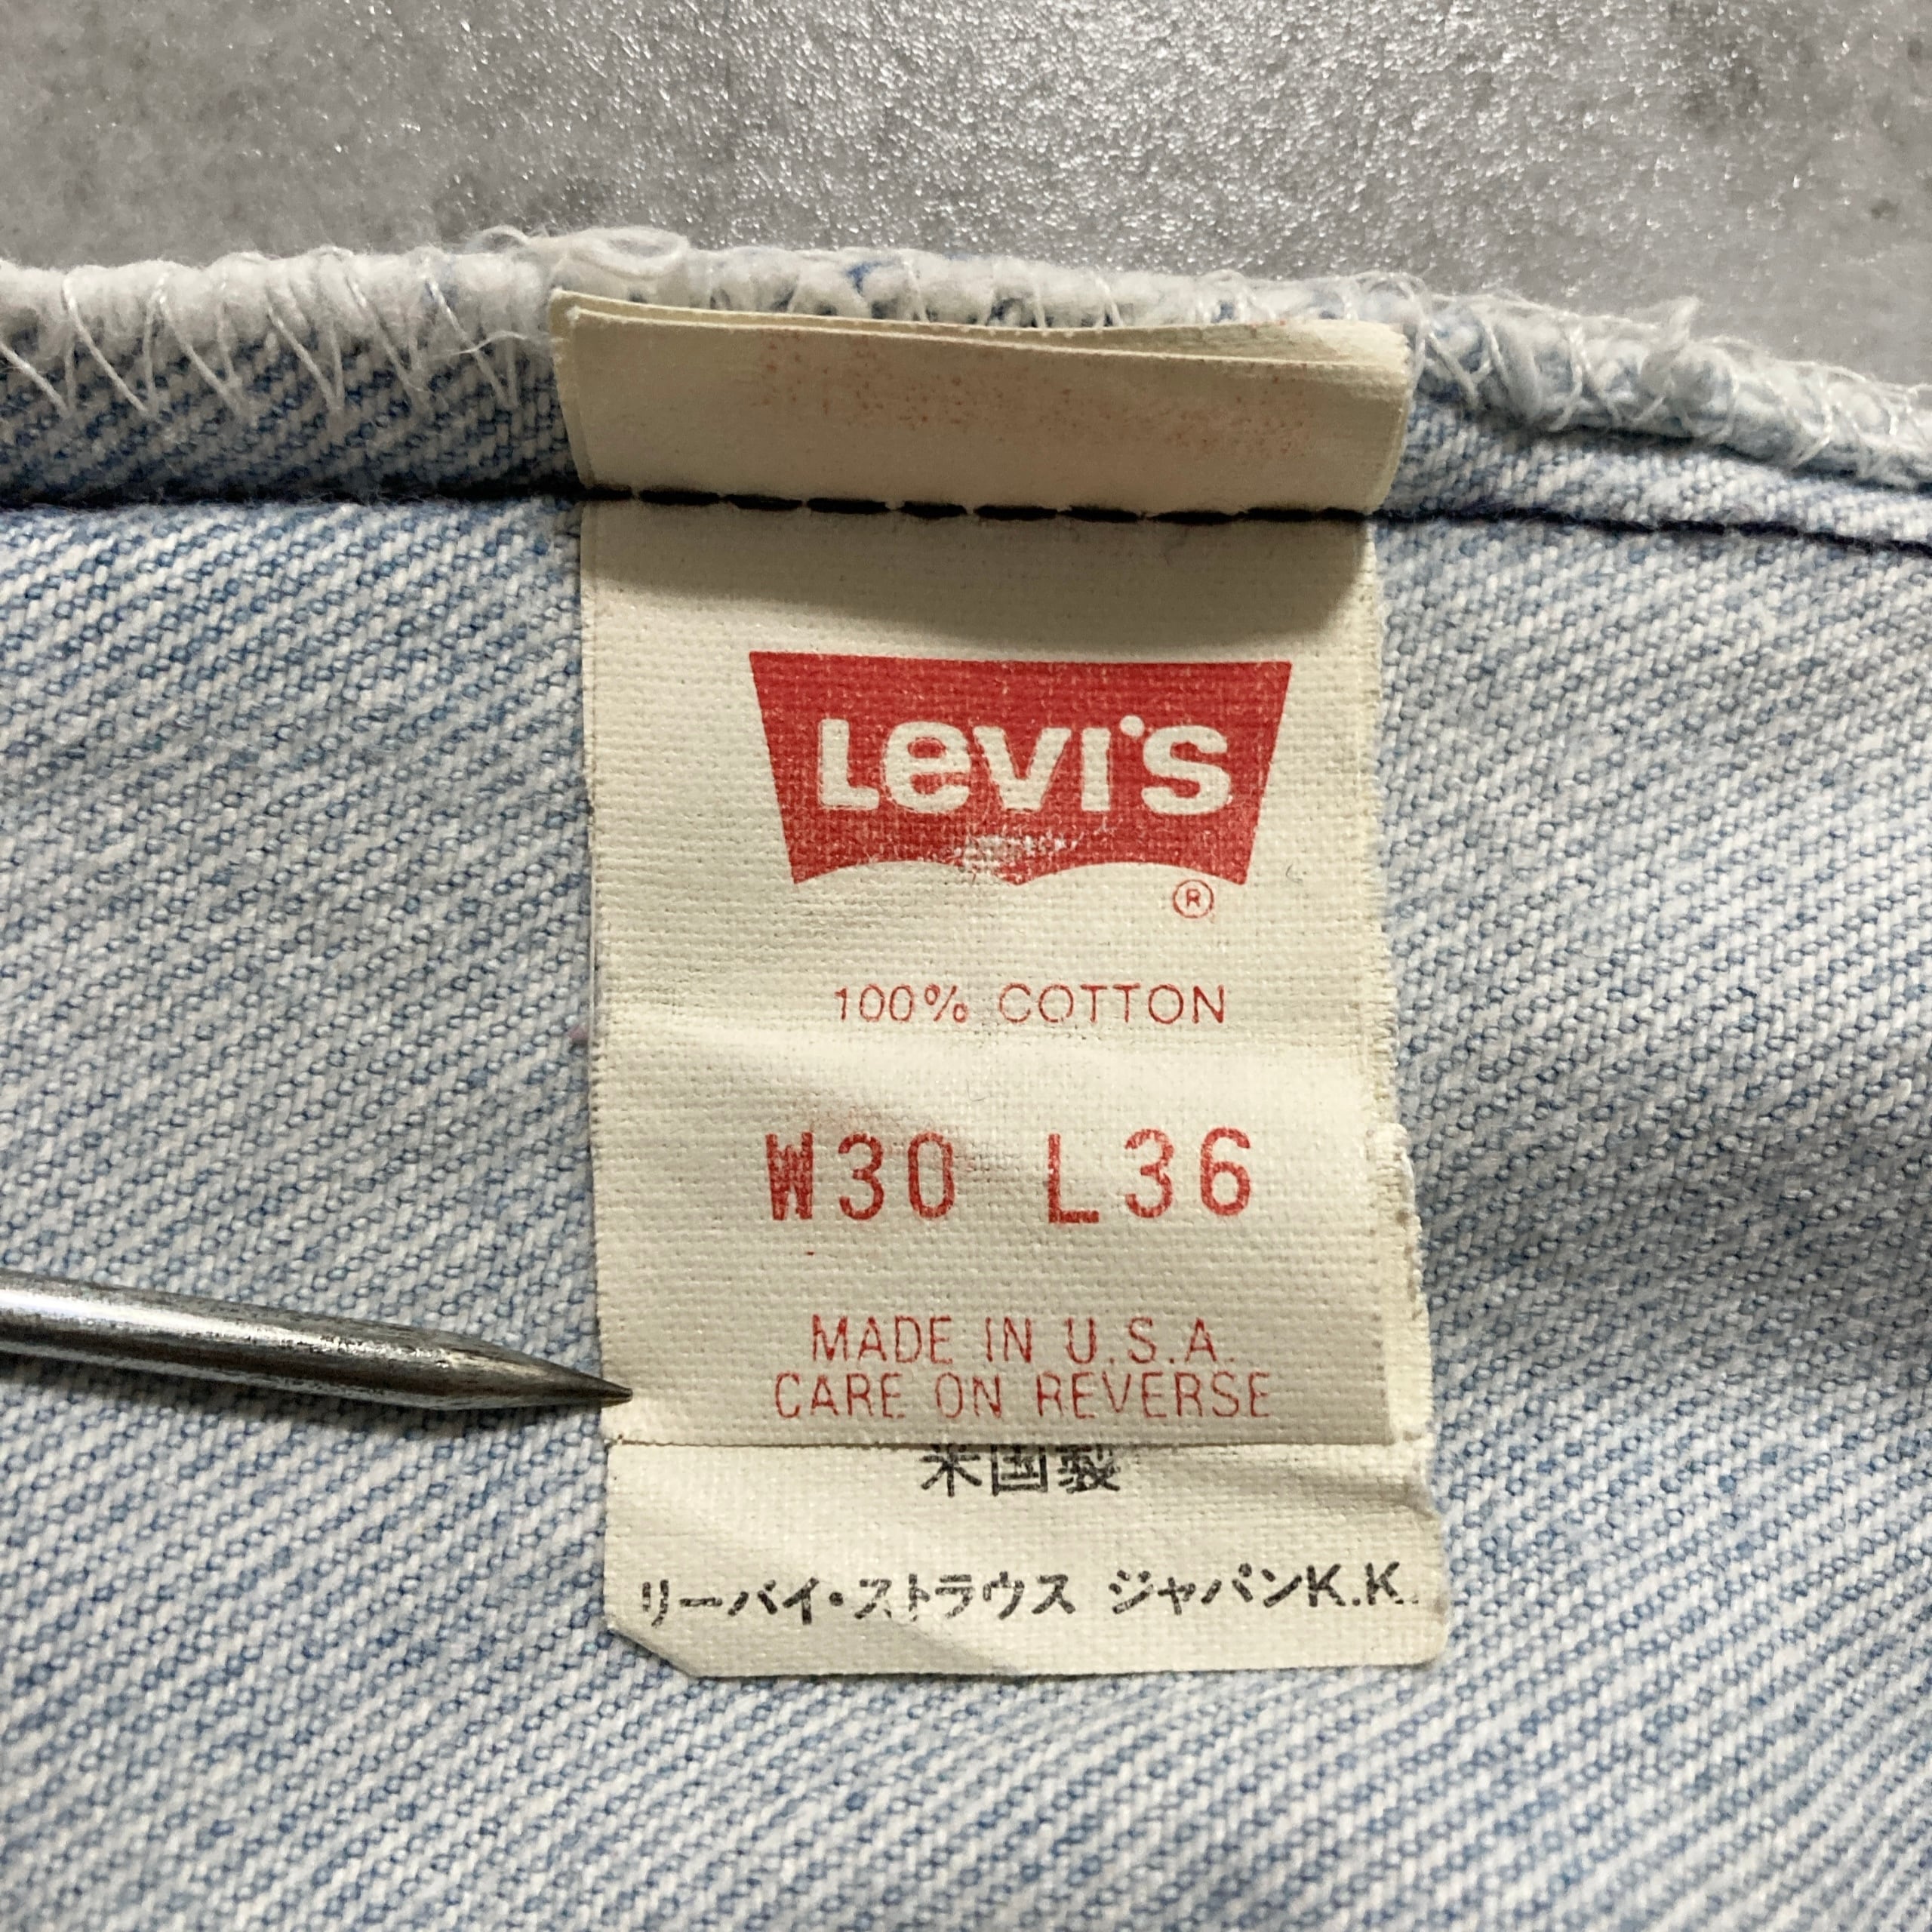 Levi's
®
100% COTTON
W30 L36
MADE IN U.S.A.
CARE ON REVERSE
米国製
リーバイ・ストラウス ジャパンK.K.